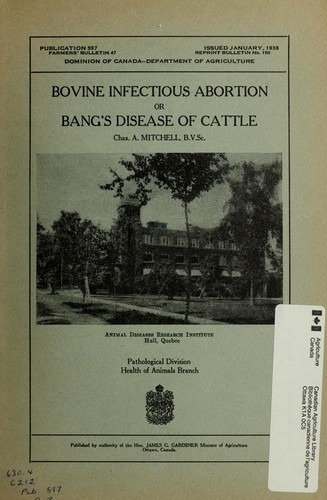 PUBLICATION 597
FARMERS' BULLETIN 47
ISSUED JANUARY, 1938
REPRINT BULLETIN No. 150
DOMINION OF CANADA—DEPARTMENT OF AGRICULTURE
BOVINE INFECTIOUS ABORTION
OR
BANG'S DISEASE OF CATTLE
Chas. A. MITCHELL, B.V.Sc.
ANIMAL DISEASES RESEARCH INSTITUTE
Hull, Quebec
Pathological Division
Health of Animals Branch
Published by authority of the Hon. JAMES G. GARDINER Minister of Agriculture
Ottawa, Canada.
Agriculture
Canada
Canadian Agriculture Library
Bibliothèque canadienne de l'agriculture
Ottawa K1A 0C5
630.4
C212
Pub. 597